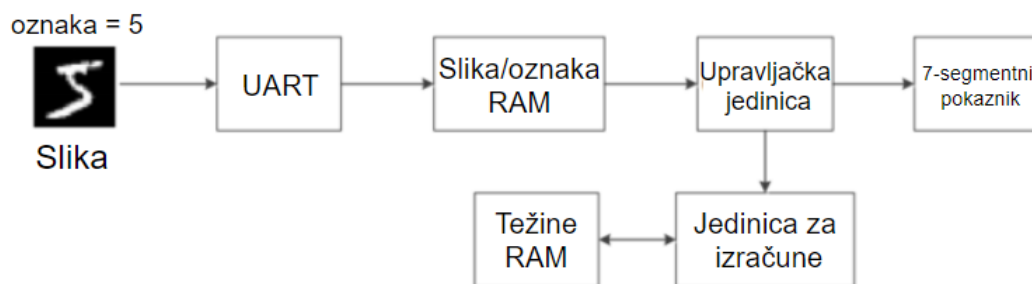 oznaka = 5
Slika
UART
Slika/oznaka
RAM
Upravljačka
jedinica
7-segmentni
pokaznik
Težine
RAM
Jedinica za
izračune